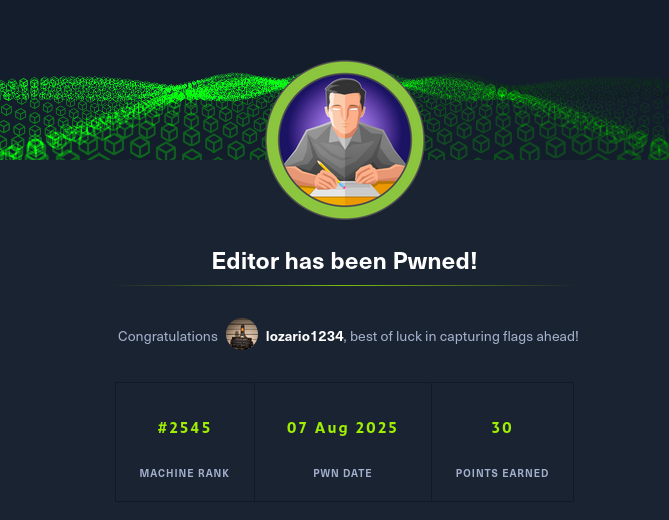 Editor has been Pwned!
Congratulations lozario1234, best of luck in capturing flags ahead!
#2545 07 Aug 2025 30
MACHINE RANK PWN DATE POINTS EARNED